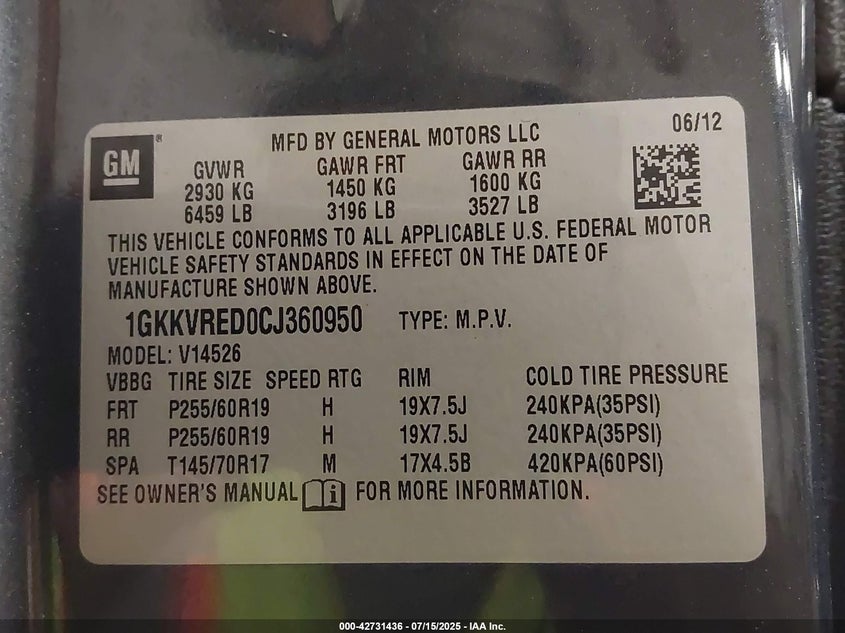 GM ®
MFD BY GENERAL MOTORS LLC 06/12
GVWR GAWR FRT GAWR RR
2930 KG 1450 KG 1600 KG
6459 LB 3196 LB 3527 LB
THIS VEHICLE CONFORMS TO ALL APPLICABLE U.S. FEDERAL MOTOR
VEHICLE SAFETY STANDARDS IN EFFECT ON THE DATE OF
MANUFACTURE SHOWN ABOVE.
1GKKVRED0CJ360950 TYPE: M.P.V.
MODEL: V14526
VBBG TIRE SIZE SPEED RTG RIM COLD TIRE PRESSURE
FRT P255/60R19 H 19X7.5J 240KPA(35PSI)
RR P255/60R19 H 19X7.5J 240KPA(35PSI)
SPA T145/70R17 M 17X4.5B 420KPA(60PSI)
SEE OWNER'S MANUAL i FOR MORE INFORMATION.
000-42731436 - 07/15/2025 - IAA Inc.